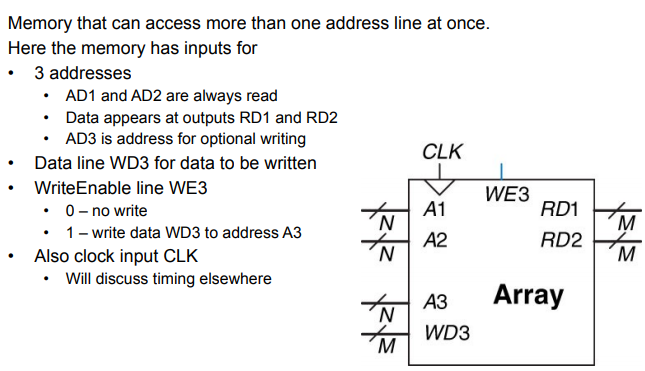 Memory that can access more than one address line at once.
Here the memory has inputs for
• 3 addresses
• AD1 and AD2 are always read
• Data appears at outputs RD1 and RD2
• AD3 is address for optional writing
• Data line WD3 for data to be written
• WriteEnable line WE3
• 0 – no write
• 1 – write data WD3 to address A3
• Also clock input CLK
• Will discuss timing elsewhere
CLK
WE3
A1
RD1
N
M
A2
RD2
N
M
A3
Array
N
WD3
M